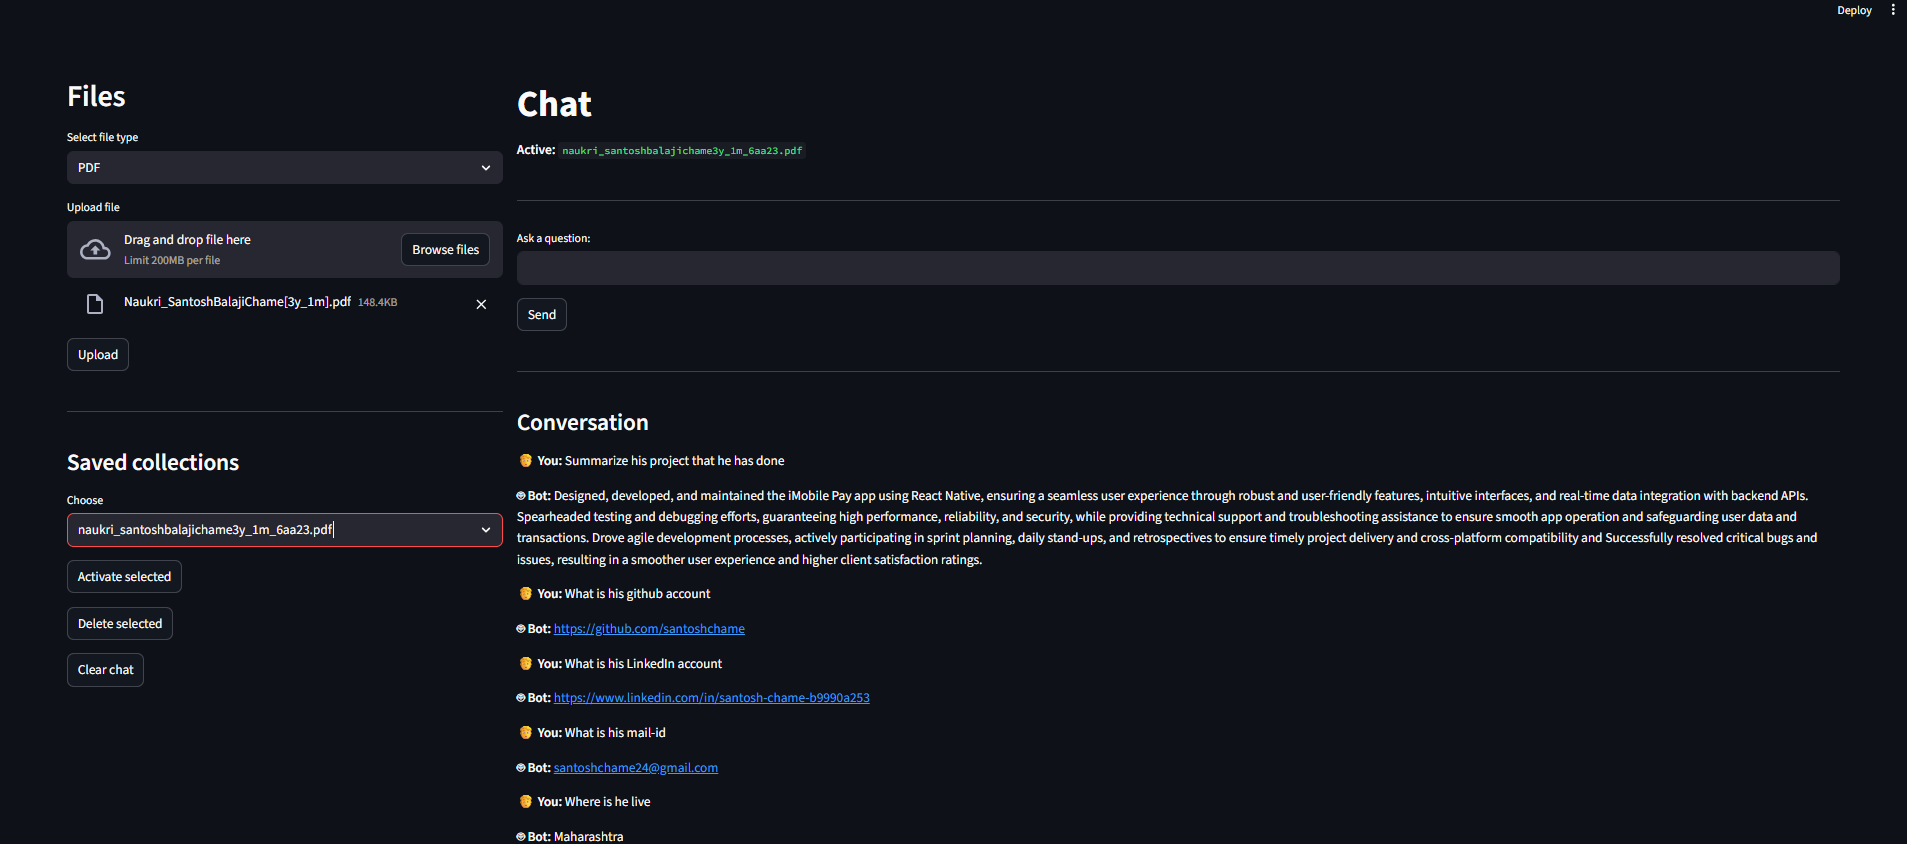 Deploy
Files
Select file type
PDF
Upload file
Drag and drop file here
Limit 200MB per file
Browse files
Naukri_SantoshBalajiChame[3y_1m].pdf 148.4KB
Upload
Saved collections
Choose
naukri_santoshbalajichame3y_1m_6aa23.pdf
Activate selected
Delete selected
Clear chat
Chat
Active: naukri_santoshbalajichame3y_1m_6aa23.pdf
Ask a question:
Send
Conversation
You: Summarize his project that he has done
Bot: Designed, developed, and maintained the iMobile Pay app using React Native, ensuring a seamless user experience through robust and user-friendly features, intuitive interfaces, and real-time data integration with backend APIs.
Spearheaded testing and debugging efforts, guaranteeing high performance, reliability, and security, while providing technical support and troubleshooting assistance to ensure smooth app operation and safeguarding user data and
transactions. Drove agile development processes, actively participating in sprint planning, daily stand-ups, and retrospectives to ensure timely project delivery and cross-platform compatibility and Successfully resolved critical bugs and
issues, resulting in a smoother user experience and higher client satisfaction ratings.
You: What is his github account
Bot: https://github.com/santoshchame
You: What is his LinkedIn account
Bot: https://www.linkedin.com/in/santosh-chame-b9990a253
You: What is his mail-id
Bot: santoshchame24@gmail.com
You: Where is he live
Bot: Maharashtra